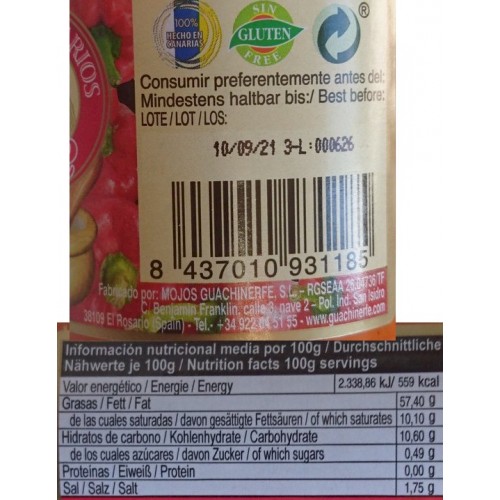 RIOS
100%
HECHO EN
CANARIAS
SIN
GLUTEN
FREE
®
Consumir preferentemente antes del:
Mindestens haltbar bis:/ Best before:
LOTE / LOT / LOS:
10/09/21 3-L:000626
8 437010 931185
Fabricado por: MOJOS GUACHINERFE, S.L. - RGSEAA 26.04736 TF
C. Benjamin Franklin, calle 3, nave 2 - Pol. Ind. San Isidro
38109 El Rosario (Spain) - Tel.- +34 922 64 51 55 - www.guachinerfe.com
Información nutricional media por 100g / Durchschnittliche
Nährwerte je 100g / Nutrition facts 100g servings
Valor energético / Energie / Energy 2.338,86 kJ/ 559 kcal
Grasas / Fett / Fat 57,40 g
de las cuales saturadas / davon gesättigte Fettsäuren / of which saturates 10,10 g
Hidratos de carbono / Kohlenhydrate / Carbohydrate 10,60 g
de los cuales azúcares / davon Zucker / of which sugars 0,49 g
Proteínas / Eiweiß / Protein 0,00 g
Sal / Salz / Salt 1,75 g